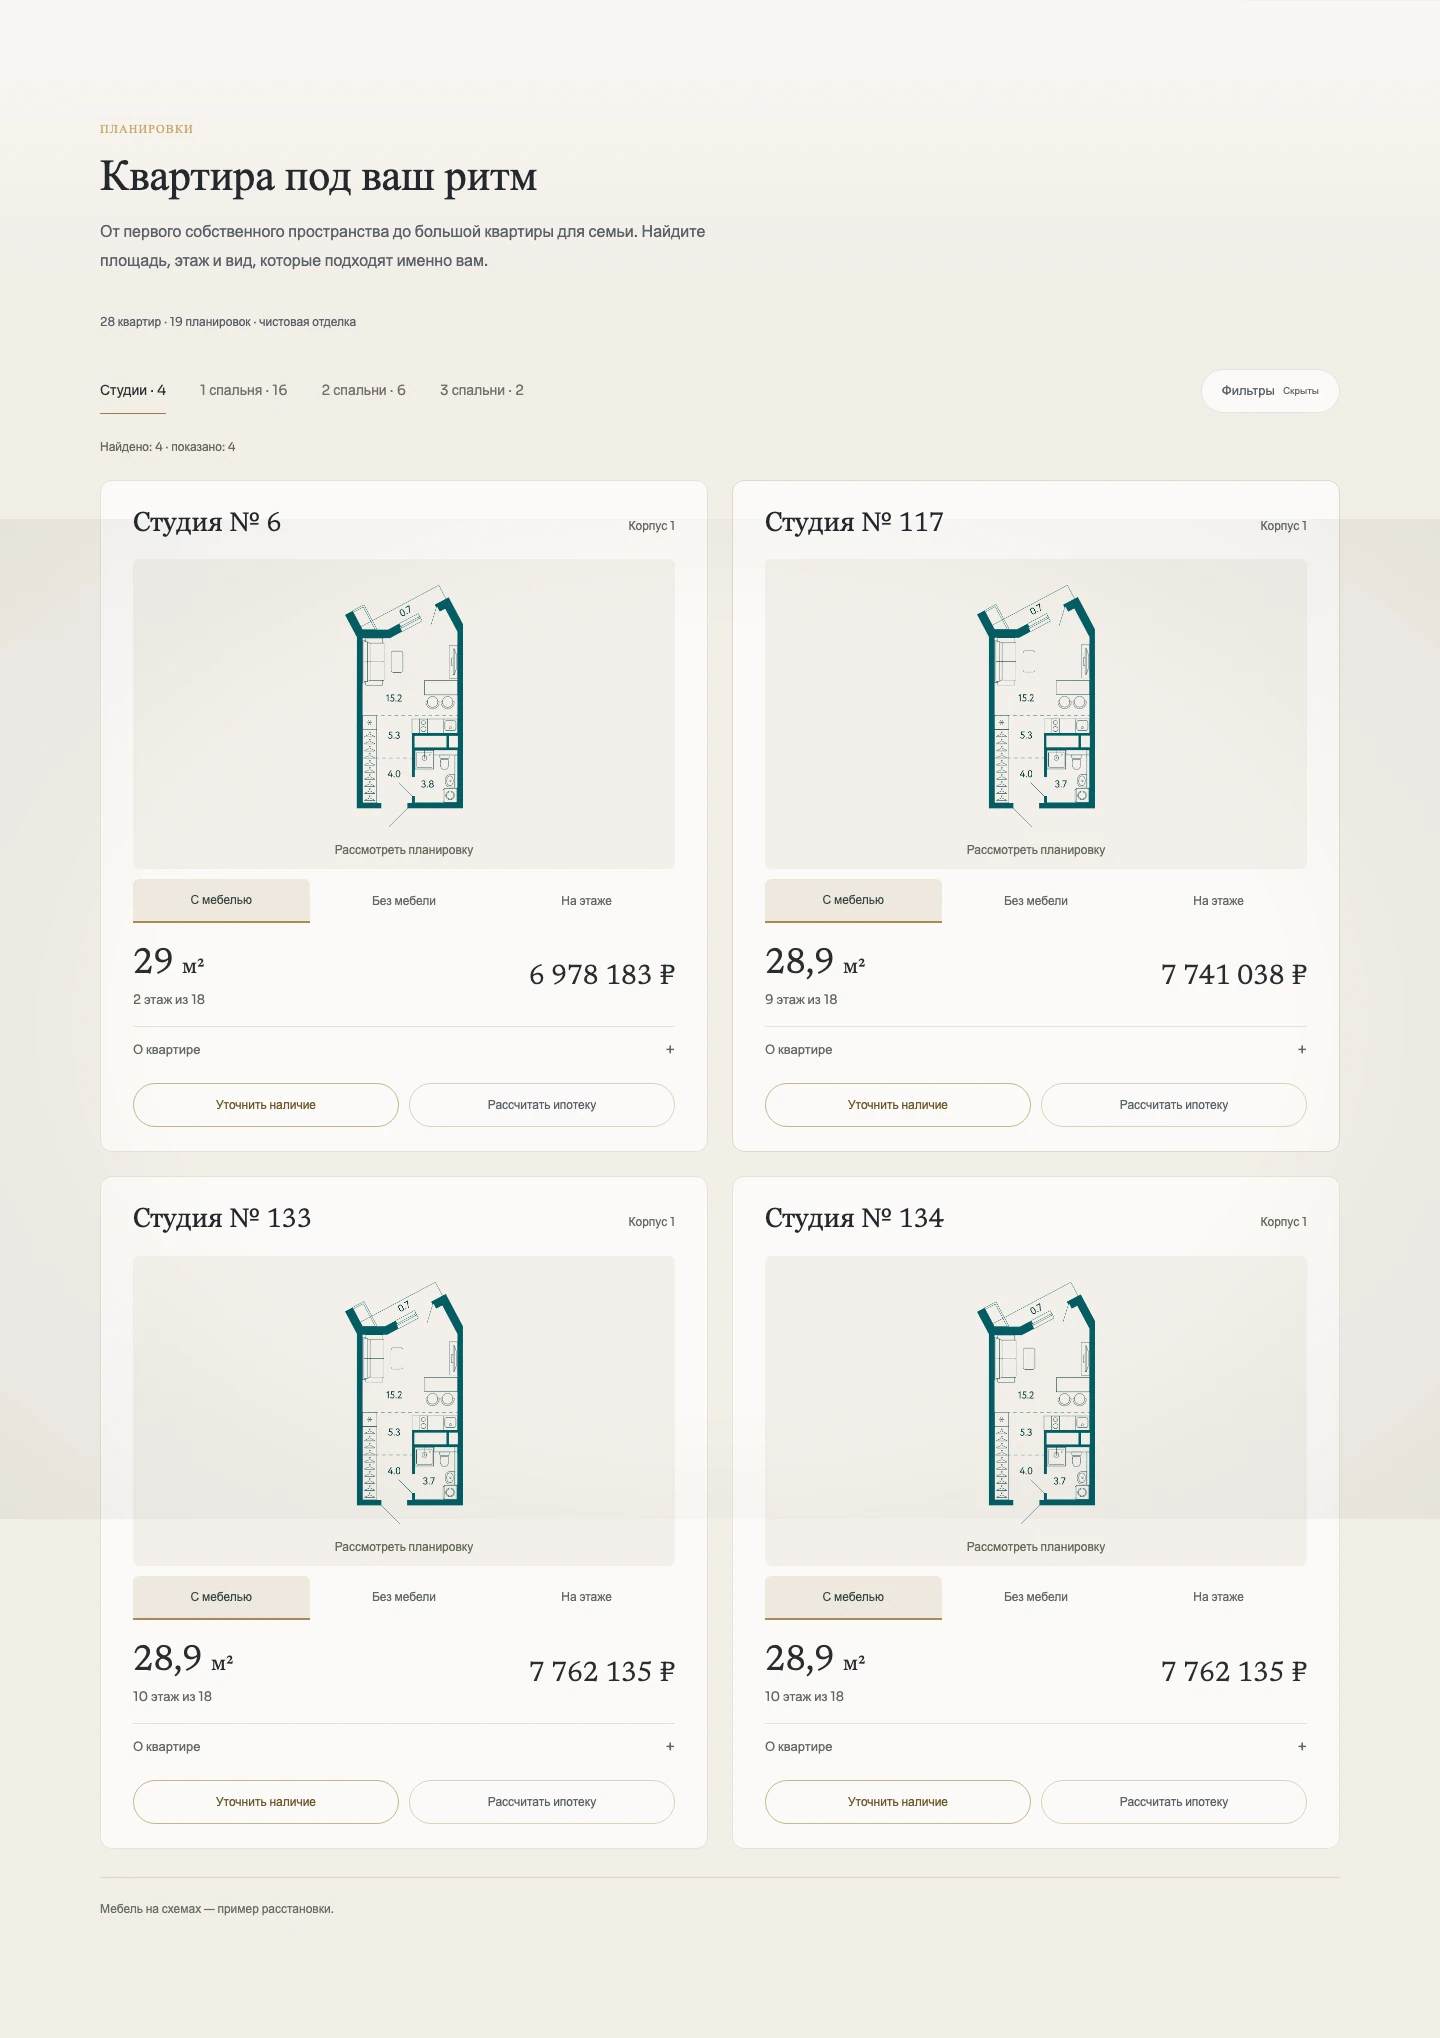 ПЛАНИРОВКИ
Квартира под ваш ритм
От первого собственного пространства до большой квартиры для семьи. Найдите
площадь, этаж и вид, которые подходят именно вам.
28 квартир · 19 планировок · чистовая отделка
Студии · 4
1 спальня · 16
2 спальни · 6
3 спальни · 2
Фильтры Скрыты
Найдено: 4 · показано: 4
Студия № 6
Корпус 1
0.7
15.2
5.3
4.0
3.8
Рассмотреть планировку
С мебелью
Без мебели
На этаже
29 м²
6 978 183 ₽
2 этаж из 18
О квартире
+
Уточнить наличие
Рассчитать ипотеку
Студия № 117
Корпус 1
0.7
15.2
5.3
4.0
3.7
Рассмотреть планировку
С мебелью
Без мебели
На этаже
28,9 м²
7 741 038 ₽
9 этаж из 18
О квартире
+
Уточнить наличие
Рассчитать ипотеку
Студия № 133
Корпус 1
0.7
15.2
5.3
4.0
3.7
Рассмотреть планировку
С мебелью
Без мебели
На этаже
28,9 м²
7 762 135 ₽
10 этаж из 18
О квартире
+
Уточнить наличие
Рассчитать ипотеку
Студия № 134
Корпус 1
0.7
15.2
5.3
4.0
3.7
Рассмотреть планировку
С мебелью
Без мебели
На этаже
28,9 м²
7 762 135 ₽
10 этаж из 18
О квартире
+
Уточнить наличие
Рассчитать ипотеку
Мебель на схемах — пример расстановки.